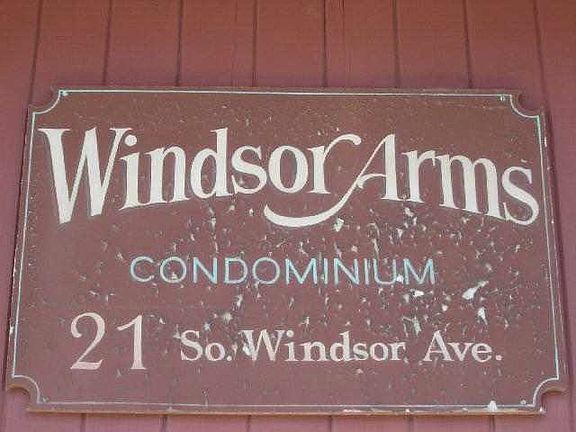 Windsor Arms
CONDOMINIUM
21 So. Windsor Ave.